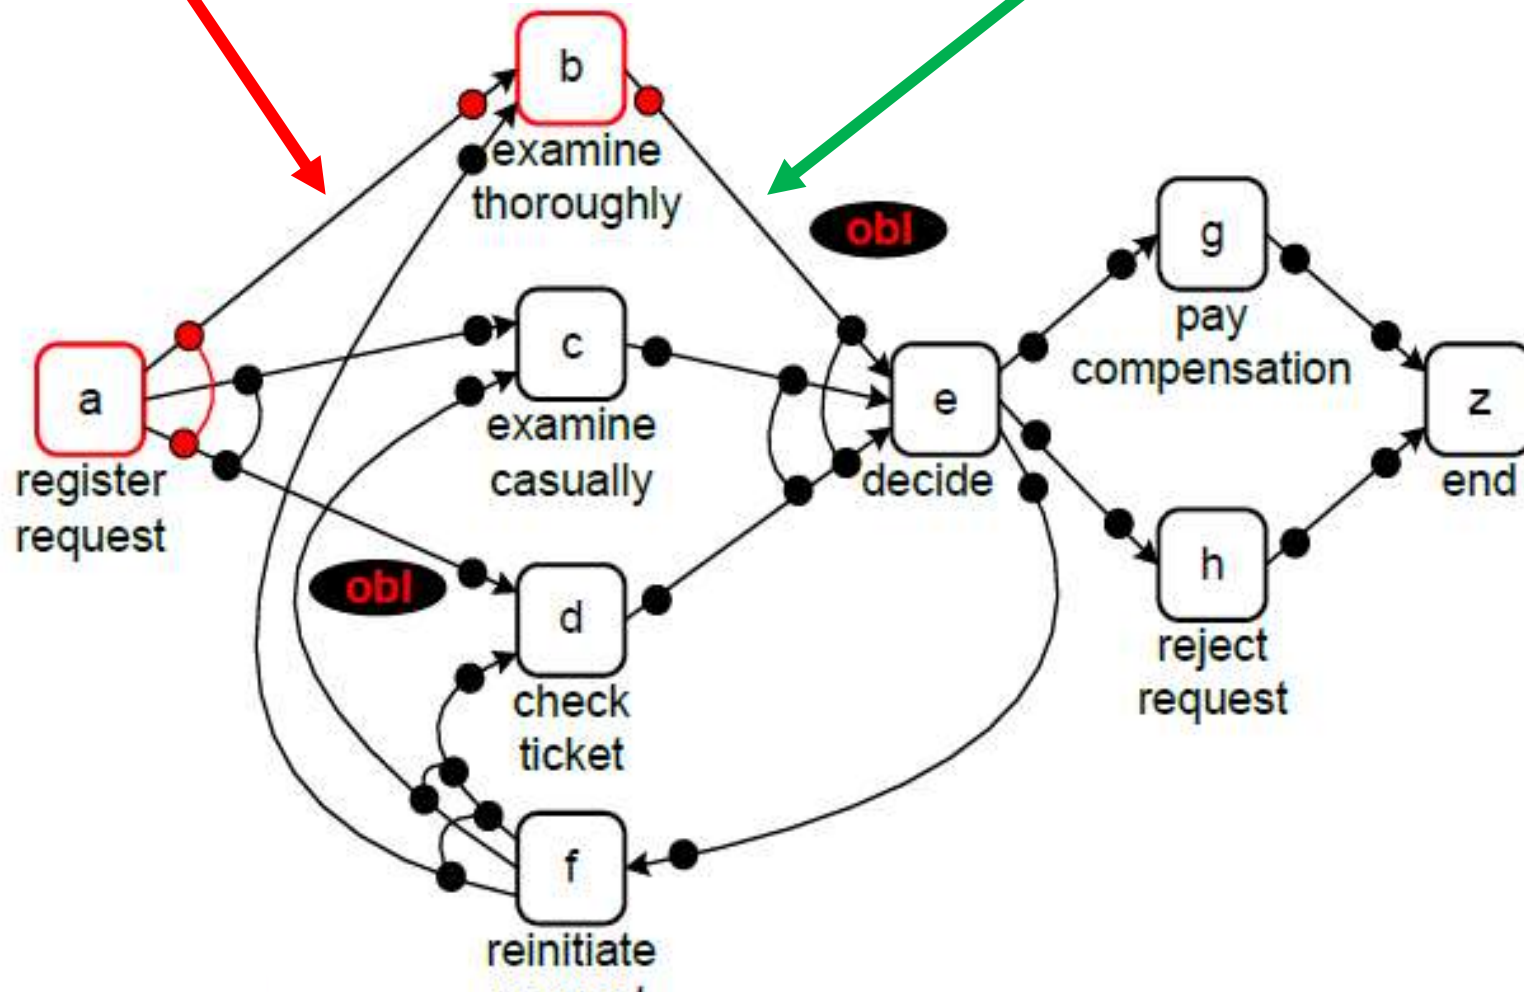 b
examine
thoroughly
obl
g
pay
compensation
c
examine
casually
a
register
request
e
decide
z
end
obl
d
check
ticket
h
reject
request
f
reinitiate